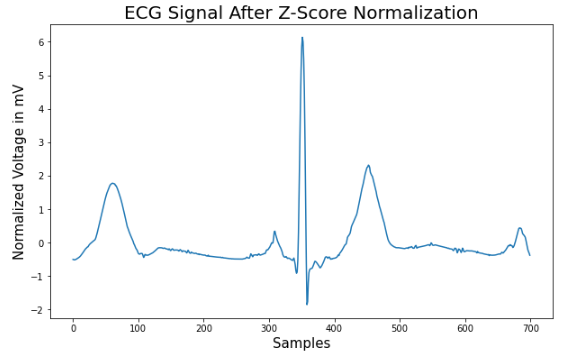 ECG Signal After Z-Score Normalization
Normalized Voltage in mV
6
5
4
3
2
1
0
−1
−2
0 100 200 300 400 500 600 700
Samples